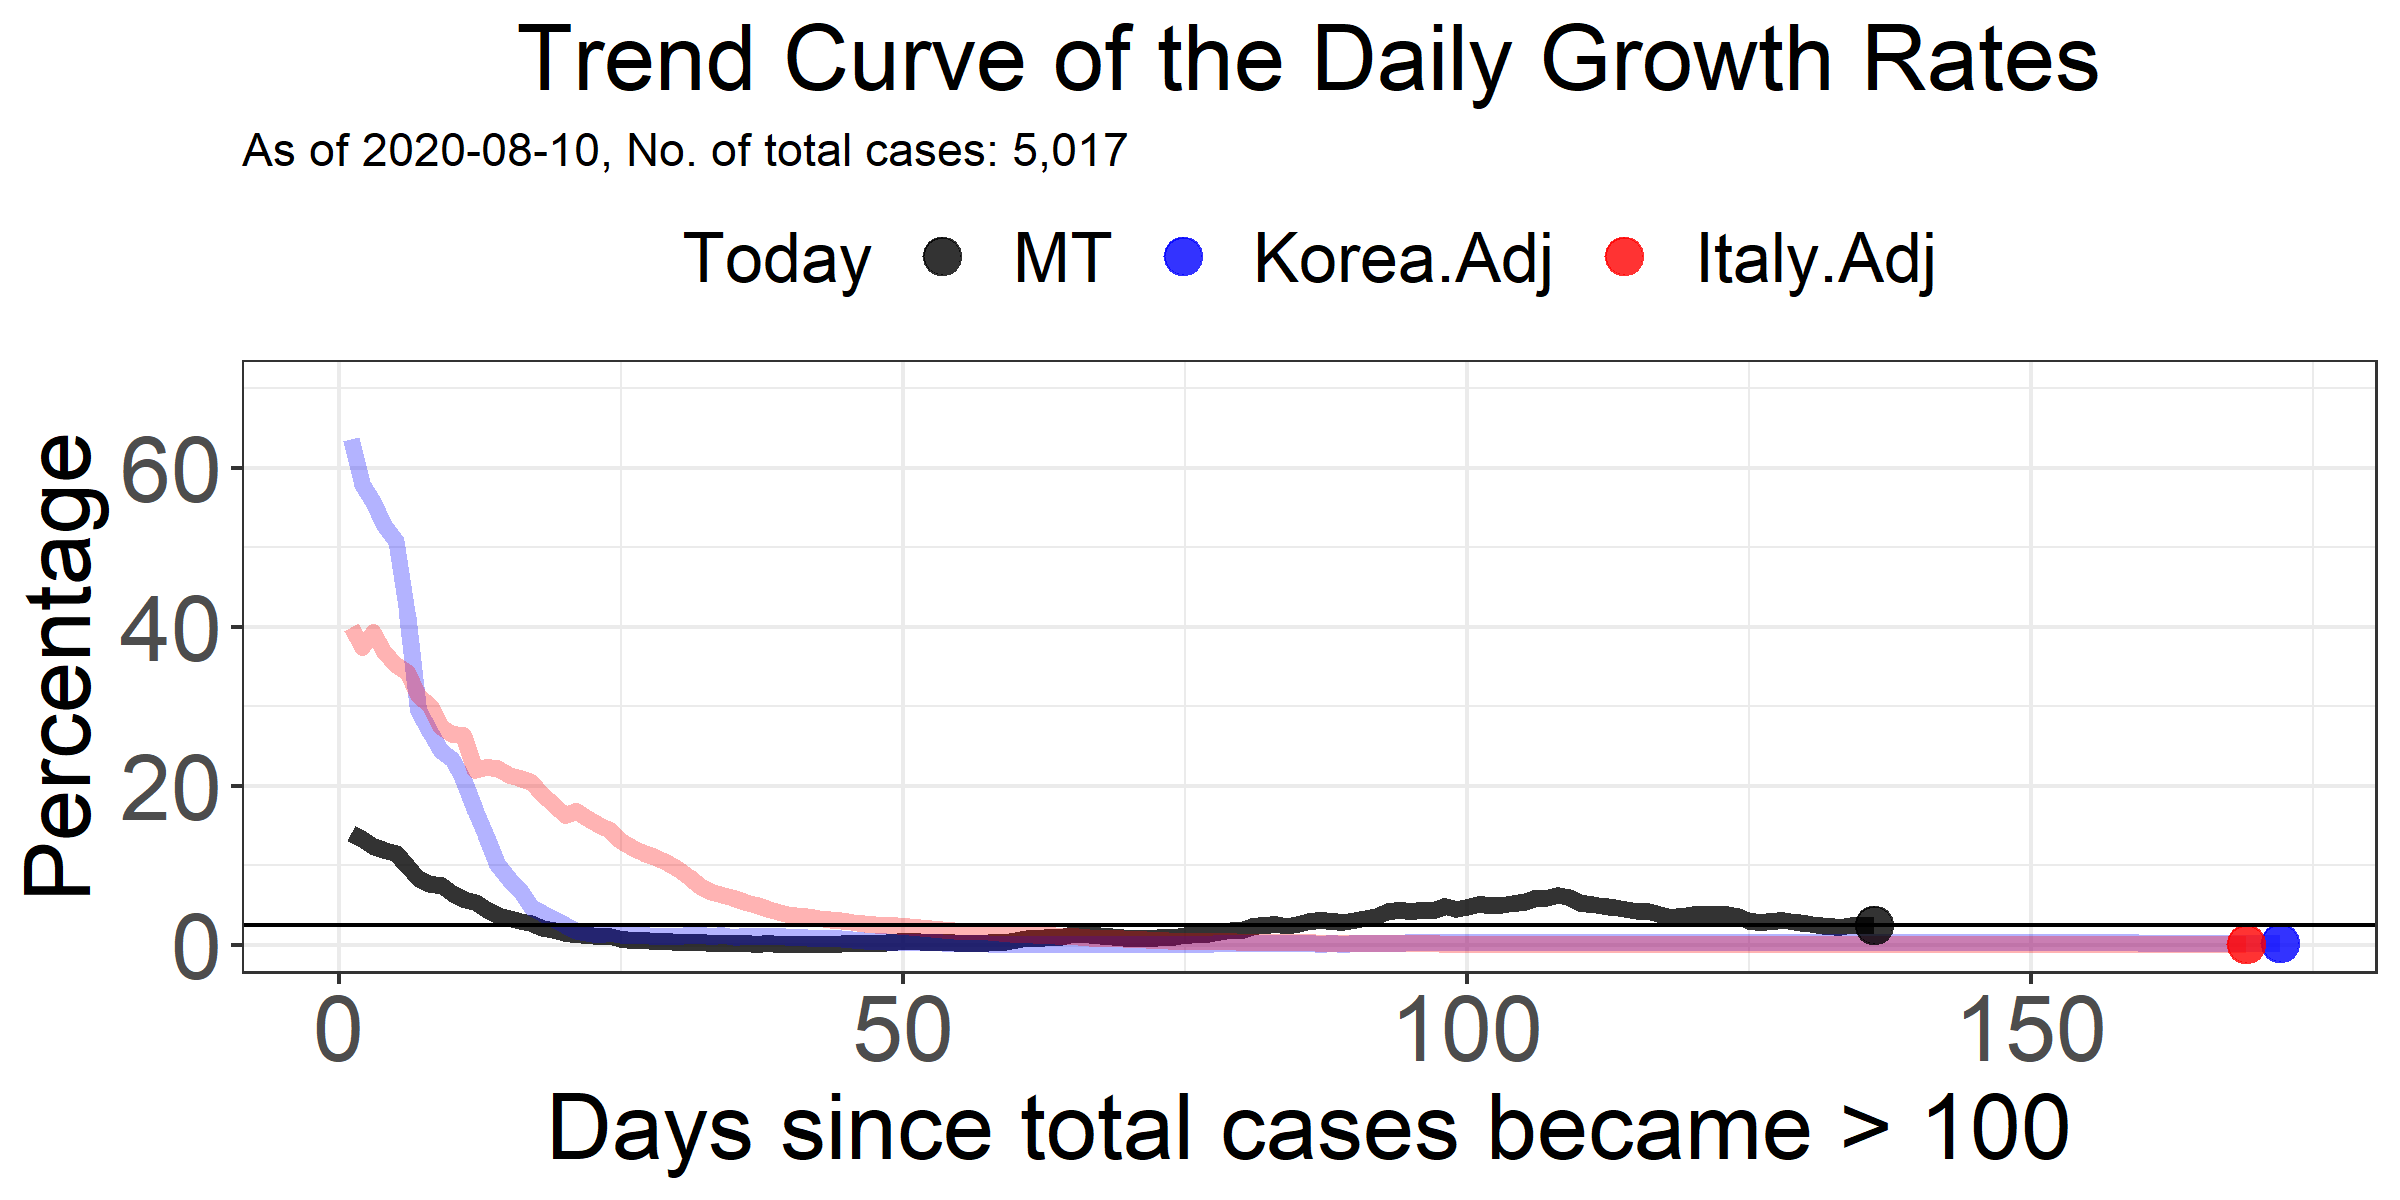 Trend Curve of the Daily Growth Rates
As of 2020-08-10, No. of total cases: 5,017
Today MT Korea.Adj Italy.Adj
Percentage
60
40
20
0
0 50 100 150
Days since total cases became > 100